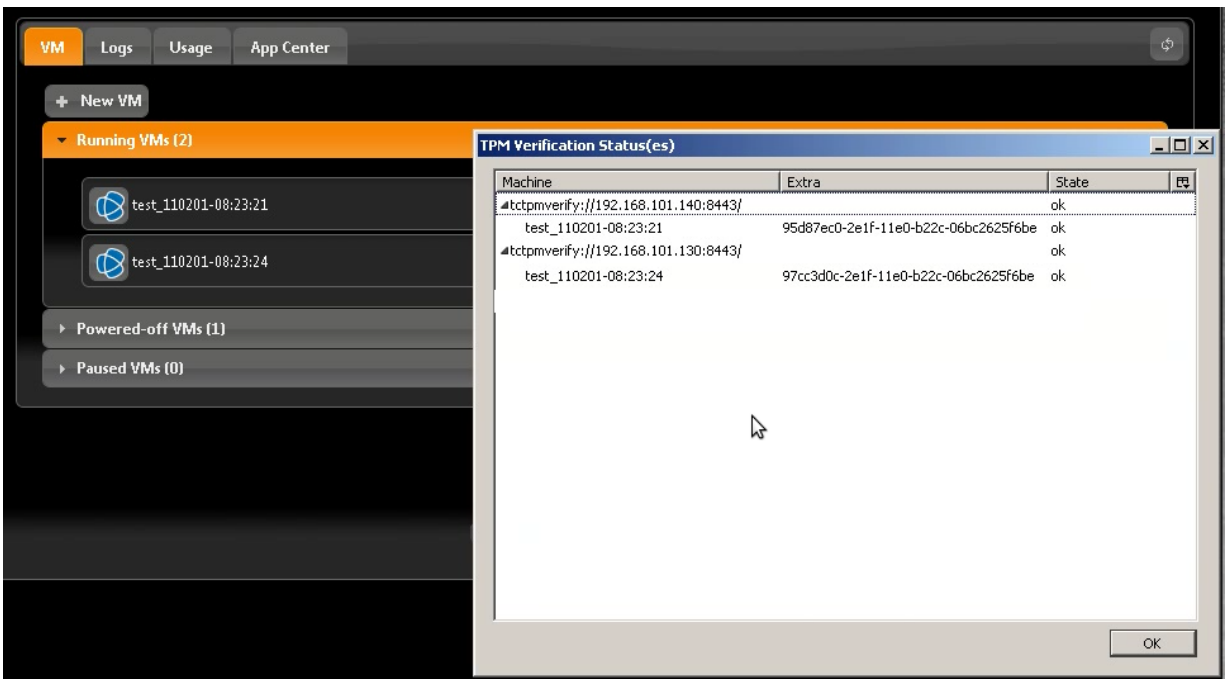 VM Logs Usage App Center
+ New VM
Running VMs (2)
test_110201-08:23:21
test_110201-08:23:24
Powered-off VMs (1)
Paused VMs (0)
TPM Verification Status(es)
Machine Extra State
tctpmverify://192.168.101.140:8443/ ok
test_110201-08:23:21 95d87ec0-2e1f-11e0-b22c-06bc2625f6be ok
tctpmverify://192.168.101.130:8443/ ok
test_110201-08:23:24 97cc3d0c-2e1f-11e0-b22c-06bc2625f6be ok
OK